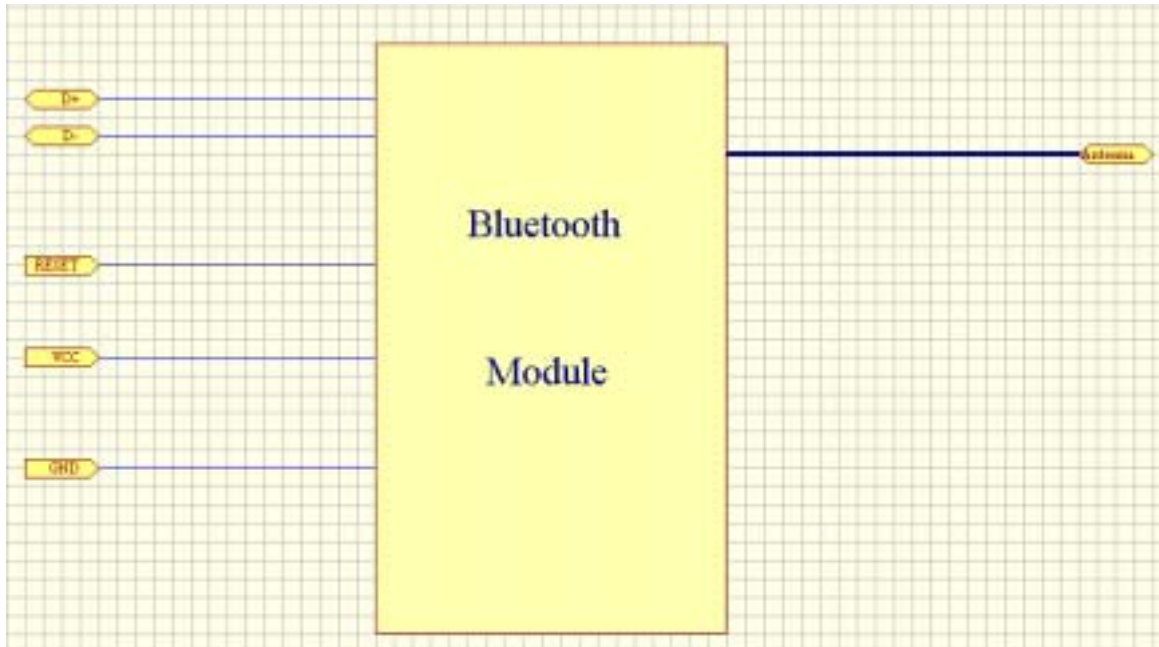 D+
D-
Antenna
Bluetooth
RESET
VCC
Module
GND